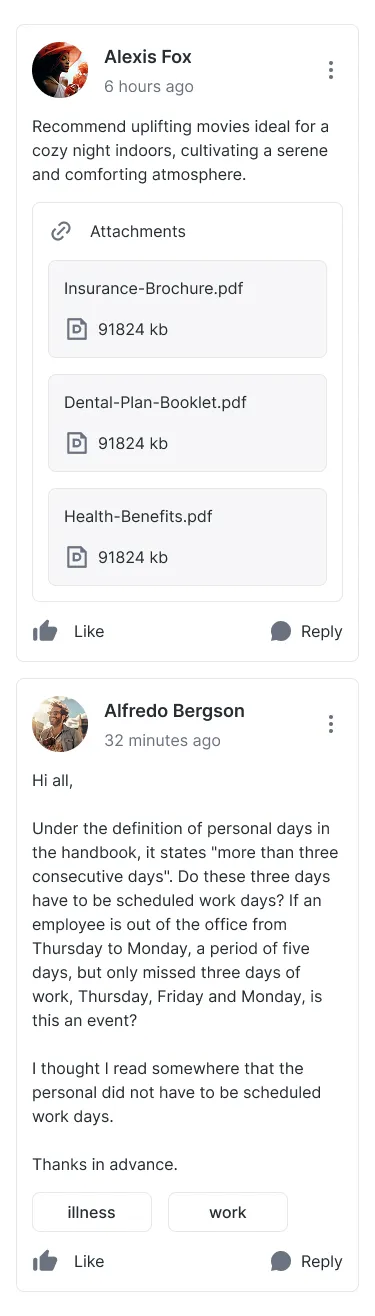 Alexis Fox
6 hours ago
Recommend uplifting movies ideal for a
cozy night indoors, cultivating a serene
and comforting atmosphere.
Attachments
Insurance-Brochure.pdf
91824 kb
Dental-Plan-Booklet.pdf
91824 kb
Health-Benefits.pdf
91824 kb
Like
Reply
Alfredo Bergson
32 minutes ago
Hi all,
Under the definition of personal days in
the handbook, it states "more than three
consecutive days". Do these three days
have to be scheduled work days? If an
employee is out of the office from
Thursday to Monday, a period of five
days, but only missed three days of
work, Thursday, Friday and Monday, is
this an event?
I thought I read somewhere that the
personal did not have to be scheduled
work days.
Thanks in advance.
illness
work
Like
Reply